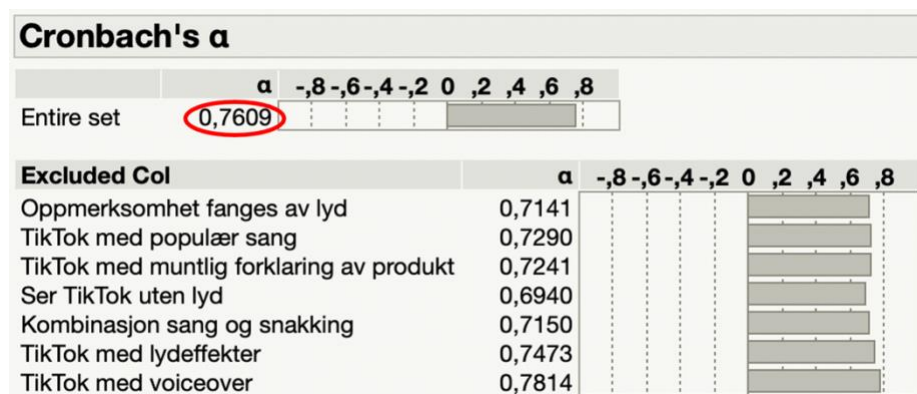 Cronbach's α
α -,8 -,6 -,4 -,2 0 ,2 ,4 ,6 ,8
Entire set 0,7609
Excluded Col α -,8 -,6 -,4 -,2 0 ,2 ,4 ,6 ,8
Oppmerksomhet fanges av lyd 0,7141
TikTok med populær sang 0,7290
TikTok med muntlig forklaring av produkt 0,7241
Ser TikTok uten lyd 0,6940
Kombinasjon sang og snakking 0,7150
TikTok med lydeffekter 0,7473
TikTok med voiceover 0,7814